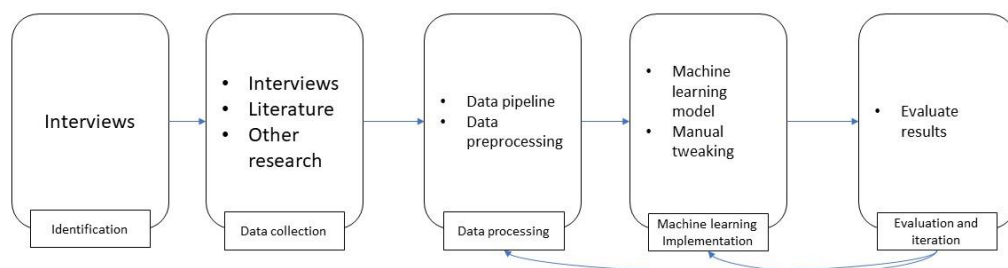 Interviews
Identification
• Interviews
• Literature
• Other
research
Data collection
• Data pipeline
• Data
preprocessing
Data processing
• Machine
learning
model
• Manual
tweaking
Machine learning
Implementation
• Evaluate
results
Evaluation and
iteration